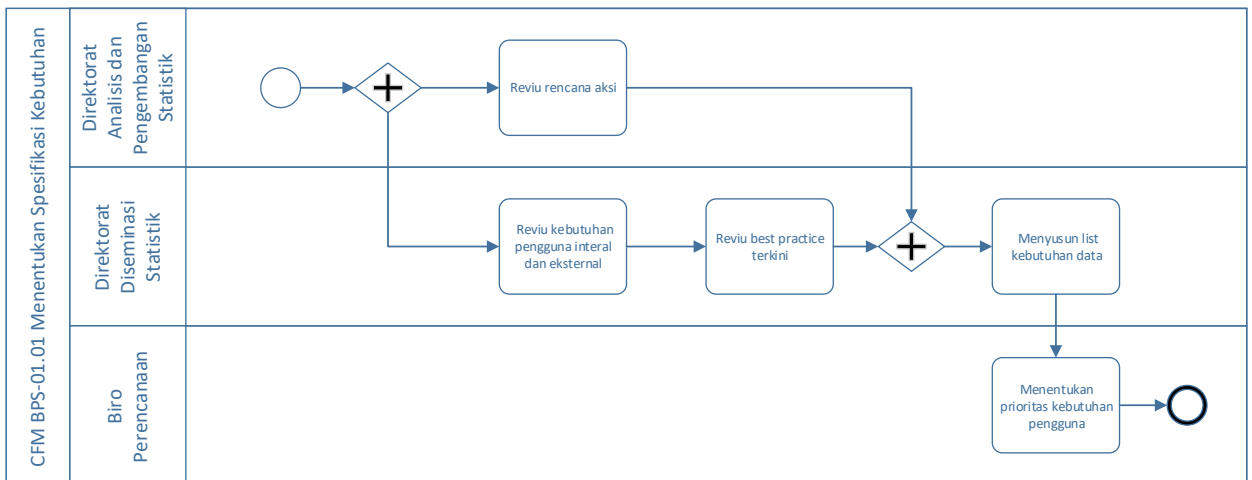 CFM BPS-01.01 Menentukan Spesifikasi Kebutuhan
Direktorat
Analisis dan
Pengembangan
Statistik
Reviu rencana aksi
Direktorat
Diseminasi
Statistik
Reviu kebutuhan
pengguna interal
dan eksternal
Reviu best practice
terkini
Menyusun list
kebutuhan data
Biro
Perencanaan
Menentukan
prioritas kebutuhan
pengguna